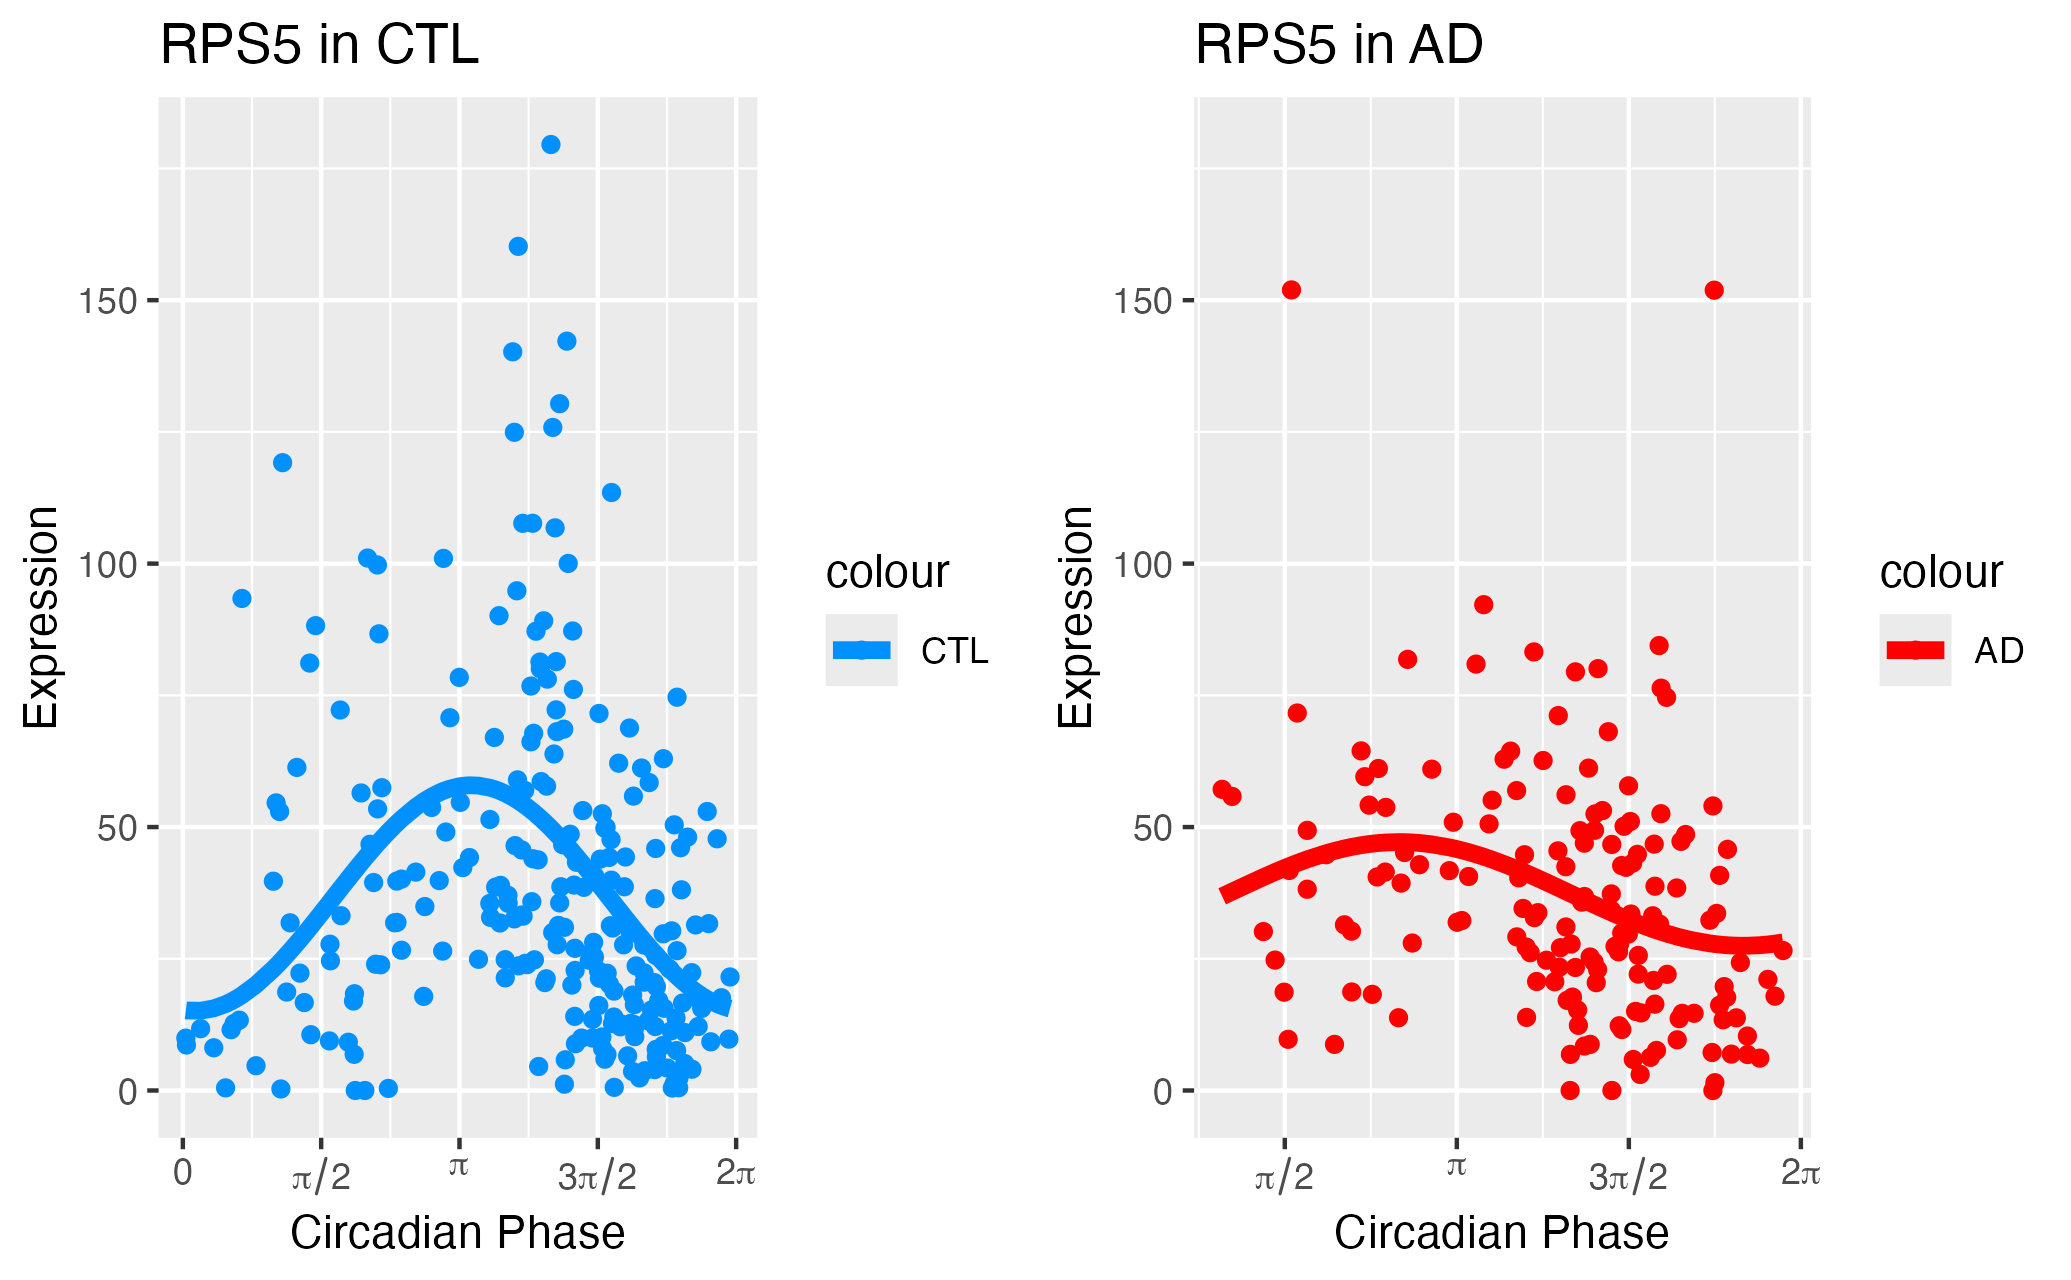 RPS5 in CTL
Expression
150
100
50
0
0 π/2 π 3π/2 2π
Circadian Phase
colour
CTL
RPS5 in AD
Expression
150
100
50
0
π/2 π 3π/2 2π
Circadian Phase
colour
AD